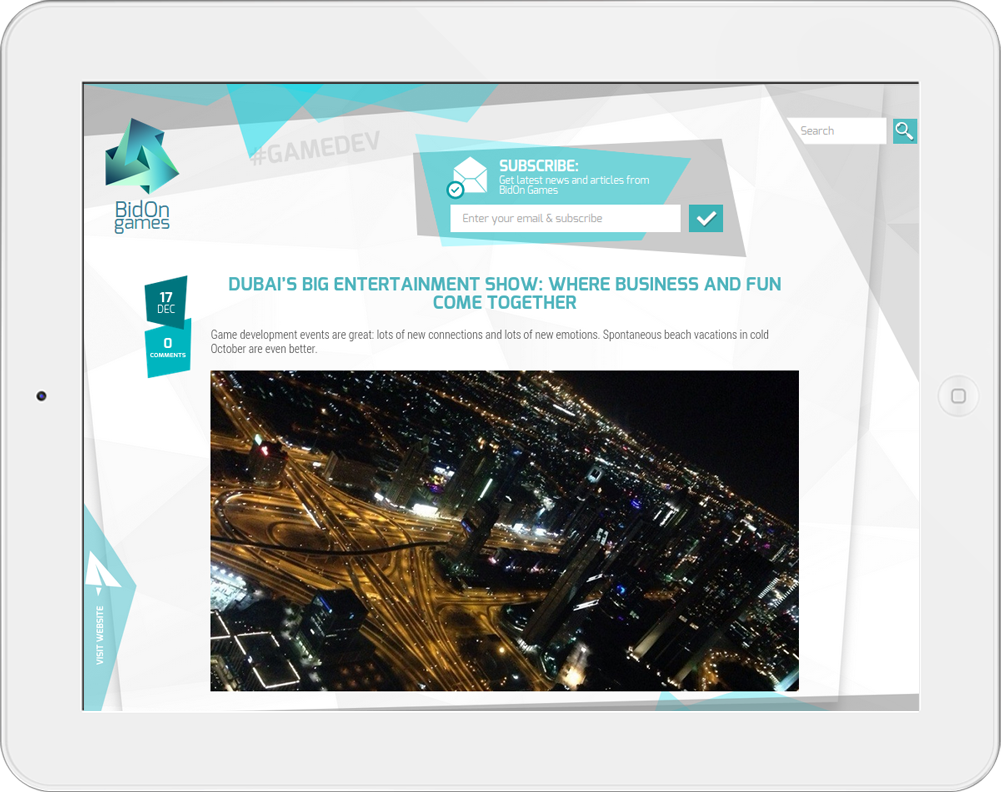 #GAMEDEV
Search
BidOn
games
SUBSCRIBE:
Get latest news and articles from
BidOn Games
Enter your email & subscribe
17
DEC
0
COMMENTS
DUBAI'S BIG ENTERTAINMENT SHOW: WHERE BUSINESS AND FUN
COME TOGETHER
Game development events are great: lots of new connections and lots of new emotions. Spontaneous beach vacations in cold
October are even better.
VISIT WEBSITE